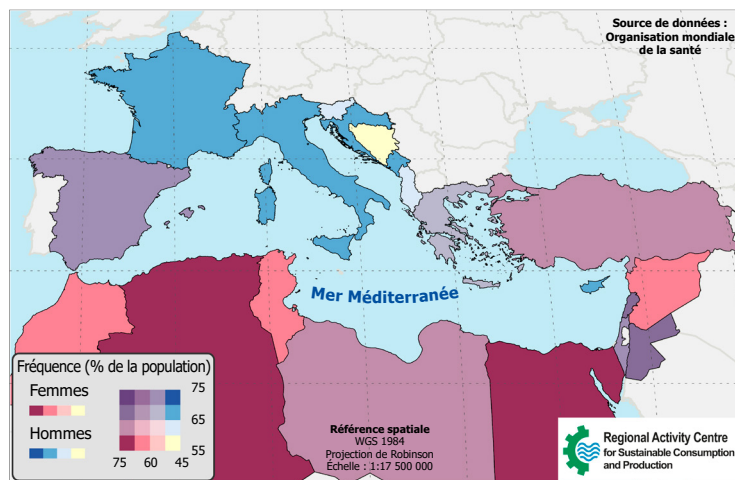 Source de données :
Organisation mondiale
de la santé
Mer Méditerranée
Fréquence (% de la population)
Femmes
Hommes
75
65
55
75 60 45
Référence spatiale
WGS 1984
Projection de Robinson
Échelle : 1:17 500 000
Regional Activity Centre
for Sustainable Consumption
and Production